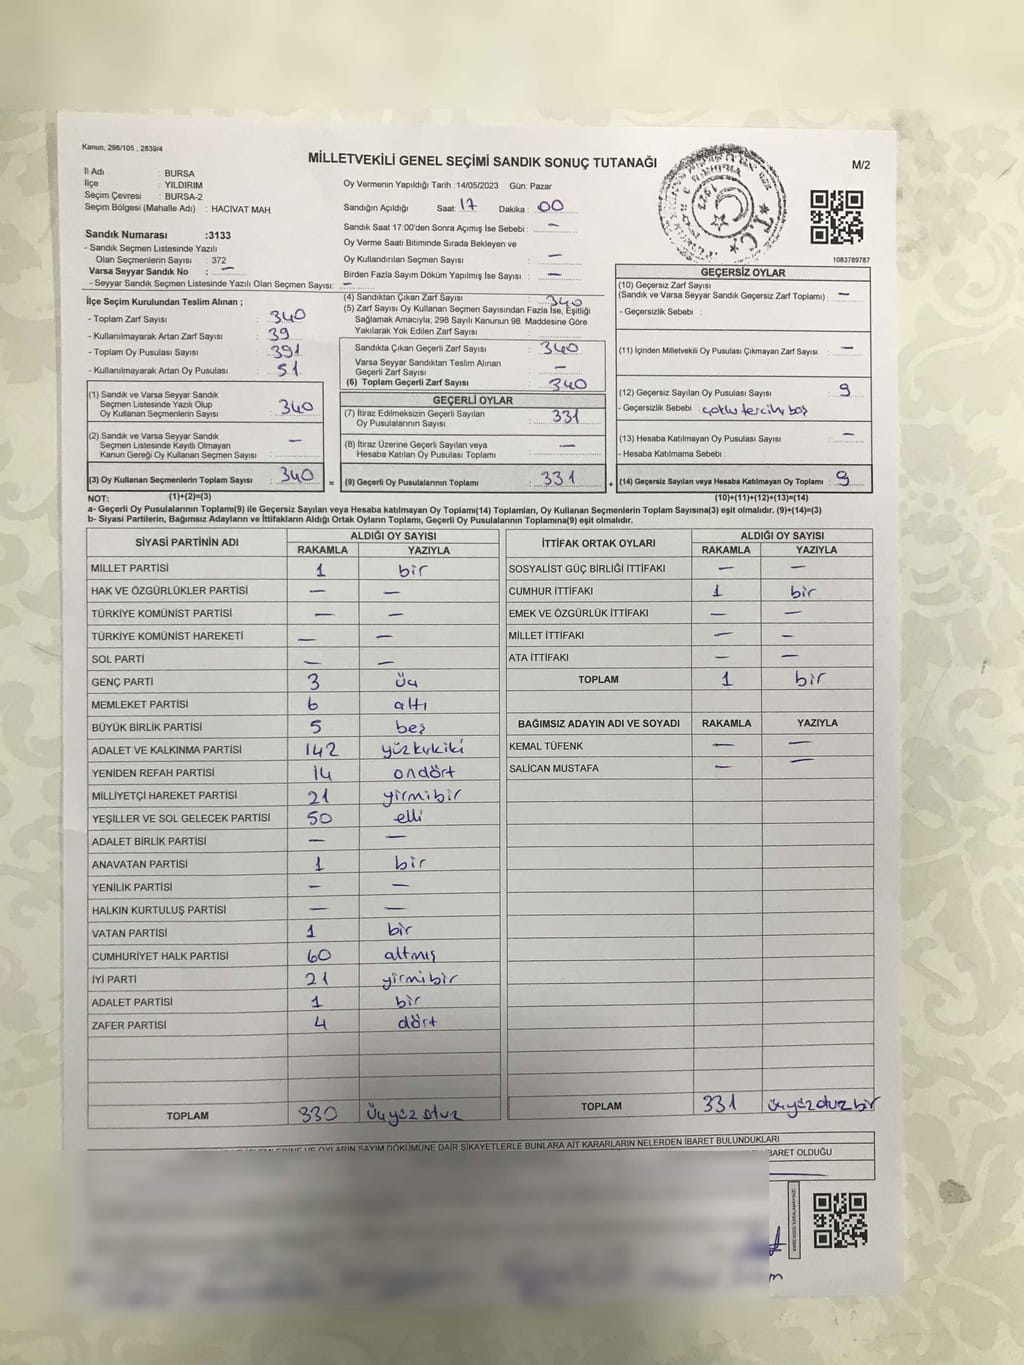 Kanun, 298/105 , 2839/4
MİLLETVEKİLİ GENEL SEÇİMİ SANDIK SONUÇ TUTANAĞI
M/2
İl Adı : BURSA
İlçe : YILDIRIM
Seçim Çevresi : BURSA-2
Seçim Bölgesi (Mahalle Adı) : HACİVAT MAH
Oy Vermenin Yapıldığı Tarih :14/05/2023 Gün: Pazar
Sandığın Açıldığı Saat: 17 Dakika : 00
Sandık Saat 17:00'den Sonra Açımış İse Sebebi : —
Oy Verme Saati Bitiminde Sırada Bekleyen ve
Oy Kullandırılan Seçmen Sayısı : —
Birden Fazla Sayım Döküm Yapılmış İse Sayısı : —
Sandık Numarası :3133
- Sandık Seçmen Listesinde Yazılı
Olan Seçmenlerin Sayısı : 372
Varsa Seyyar Sandık No : —
- Seyyar Sandık Seçmen Listesinde Yazılı Olan Seçmen Sayısı: —
1083789787
İlçe Seçim Kurulundan Teslim Alınan ;
- Toplam Zarf Sayısı : 340
- Kullanılmayarak Artan Zarf Sayısı : 39
- Toplam Oy Pusulası Sayısı : 391
- Kullanılmayarak Artan Oy Pusulası : 51
(1) Sandık ve Varsa Seyyar Sandık
Seçmen Listesinde Yazılı Olup
Oy Kullanan Seçmenlerin Sayısı : 340
(2) Sandık ve Varsa Seyyar Sandık
Seçmen Listesinde Kayıtlı Olmayan
Kanun Gereği Oy Kullanan Seçmen Sayısı : —
(3) Oy Kullanan Seçmenlerin Toplam Sayısı : 340
(4) Sandıktan Çıkan Zarf Sayısı : 340
(5) Zarf Sayısı Oy Kullanan Seçmen Sayısından Fazla İse, Eşitliği
Sağlamak Amacıyla; 298 Sayılı Kanunun 98. Maddesine Göre
Yakılarak Yok Edilen Zarf Sayısı :
Sandıkta Çıkan Geçerli Zarf Sayısı : 340
Varsa Seyyar Sandıktan Teslim Alınan
Geçerli Zarf Sayısı : —
(6) Toplam Geçerli Zarf Sayısı : 340
GEÇERLİ OYLAR
(7) İtiraz Edilmeksizin Geçerli Sayılan
Oy Pusulalarının Sayısı : 331
(8) İtiraz Üzerine Geçerli Sayılan veya
Hesaba Katılan Oy Pusulası Toplamı : —
= (9) Geçerli Oy Pusulalarının Toplamı : 331
GEÇERSİZ OYLAR
(10) Geçersiz Zarf Sayısı
(Sandık ve Varsa Seyyar Sandık Geçersiz Zarf Toplamı) : —
- Geçersizlik Sebebi :
(11) İçinden Milletvekili Oy Pusulası Çıkmayan Zarf Sayısı : —
(12) Geçersiz Sayılan Oy Pusulası Sayısı : 9
- Geçersizlik Sebebi : çoklu tercih, boş
(13) Hesaba Katılmayan Oy Pusulası Sayısı : —
- Hesaba Katılmama Sebebi :
+ (14) Geçersiz Sayılan veya Hesaba Katılmayan Oy Toplamı : 9
NOT: (1)+(2)=(3) (10)+(11)+(12)+(13)=(14)
a- Geçerli Oy Pusulalarının Toplamı(9) ile Geçersiz Sayılan veya Hesaba katılmayan Oy Toplamı(14) Toplamları, Oy Kullanan Seçmenlerin Toplam Sayısına(3) eşit olmalıdır. (9)+(14)=(3)
b- Siyasi Partilerin, Bağımsız Adayların ve İttifakların Aldığı Ortak Oyların Toplamı, Geçerli Oy Pusulalarının Toplamına(9) eşit olmalıdır.
SİYASİ PARTİNİN ADI ALDIĞI OY SAYISI
RAKAMLA YAZIYLA
MİLLET PARTİSİ 1 bir
HAK VE ÖZGÜRLÜKLER PARTİSİ — —
TÜRKİYE KOMÜNİST PARTİSİ — —
TÜRKİYE KOMÜNİST HAREKETİ — —
SOL PARTİ — —
GENÇ PARTİ 3 üç
MEMLEKET PARTİSİ 6 altı
BÜYÜK BİRLİK PARTİSİ 5 beş
ADALET VE KALKINMA PARTİSİ 142 yüzkırkiki
YENİDEN REFAH PARTİSİ 14 ondört
MİLLİYETÇİ HAREKET PARTİSİ 21 yirmibir
YEŞİLLER VE SOL GELECEK PARTİSİ 50 elli
ADALET BİRLİK PARTİSİ — —
ANAVATAN PARTİSİ 1 bir
YENİLİK PARTİSİ — —
HALKIN KURTULUŞ PARTİSİ — —
VATAN PARTİSİ 1 bir
CUMHURİYET HALK PARTİSİ 60 altmış
İYİ PARTİ 21 yirmibir
ADALET PARTİSİ 1 bir
ZAFER PARTİSİ 4 dört
TOPLAM 330 üçyüz otuz
İTTİFAK ORTAK OYLARI ALDIĞI OY SAYISI
RAKAMLA YAZIYLA
SOSYALİST GÜÇ BİRLİĞİ İTTİFAKI — —
CUMHUR İTTİFAKI 1 bir
EMEK VE ÖZGÜRLÜK İTTİFAKI — —
MİLLET İTTİFAKI — —
ATA İTTİFAKI — —
TOPLAM 1 bir
BAĞIMSIZ ADAYIN ADI VE SOYADI RAKAMLA YAZIYLA
KEMAL TÜFENK — —
SALİCAN MUSTAFA — —
TOPLAM 331 üçyüz otuz bir
OYLARIN SAYIM DÖKÜMÜNE DAİR ŞİKAYETLERLE BUNLARA AİT KARARLARIN NELERDEN İBARET BULUNDUKLARI
İBARET OLDUĞU